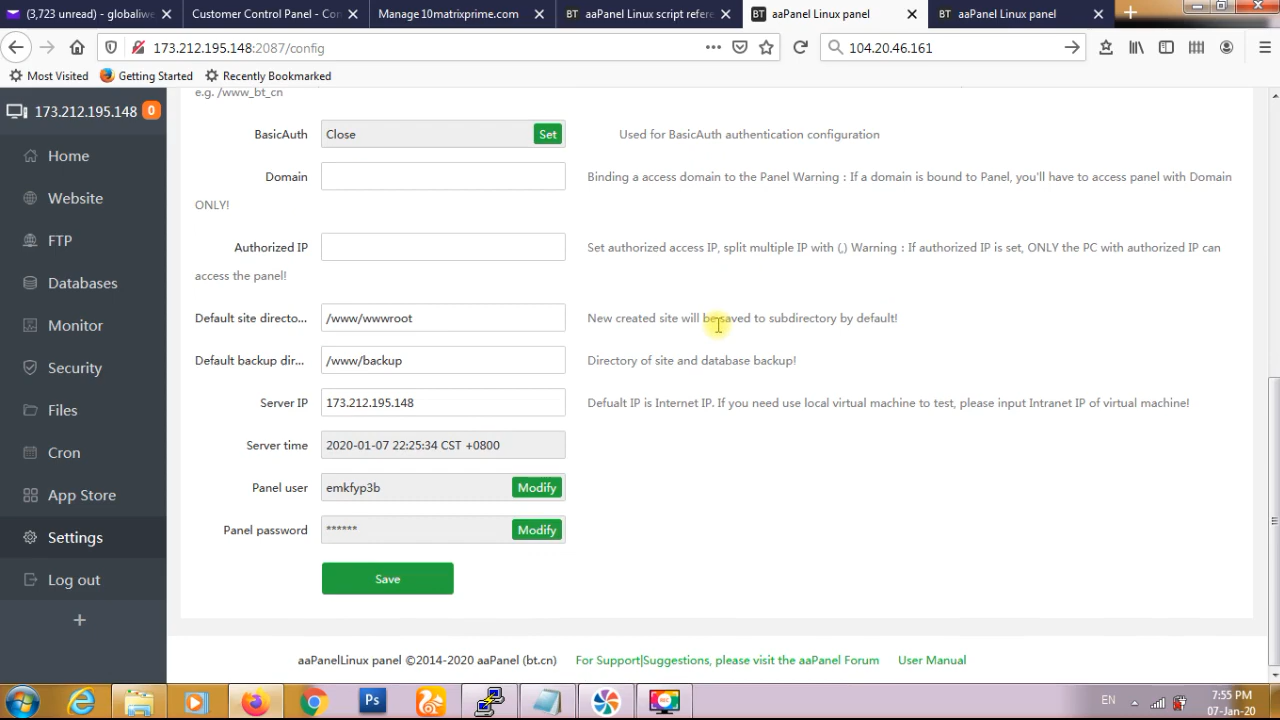 (3,723 unread) - globaliwe
Customer Control Panel - Con
Manage10matrixprime.com
BT aaPanel Linux script refere
BT aaPanel Linux panel
BT aaPanel Linux panel
173.212.195.148:2087/config
104.20.46.161
Most Visited
Getting Started
Recently Bookmarked
173.212.195.148
0
Home
Website
FTP
Databases
Monitor
Security
Files
Cron
App Store
Settings
Log out
e.g. /www_bt_cn
BasicAuth
Close
Set
Used for BasicAuth authentication configuration
Domain
Binding a access domain to the Panel Warning : If a domain is bound to Panel, you'll have to access panel with Domain
ONLY!
Authorized IP
Set authorized access IP, split multiple IP with (,) Warning : If authorized IP is set, ONLY the PC with authorized IP can
access the panel!
Default site directo...
/www/wwwroot
New created site will be saved to subdirectory by default!
Default backup dir...
/www/backup
Directory of site and database backup!
Server IP
173.212.195.148
Defualt IP is Internet IP. If you need use local virtual machine to test, please input Intranet IP of virtual machine!
Server time
2020-01-07 22:25:34 CST +0800
Panel user
emkfyp3b
Modify
Panel password
******
Modify
Save
aaPanelLinux panel ©2014-2020 aaPanel (bt.cn)
For Support|Suggestions, please visit the aaPanel Forum
User Manual
Ps
REC
EN
7:55 PM
07-Jan-20